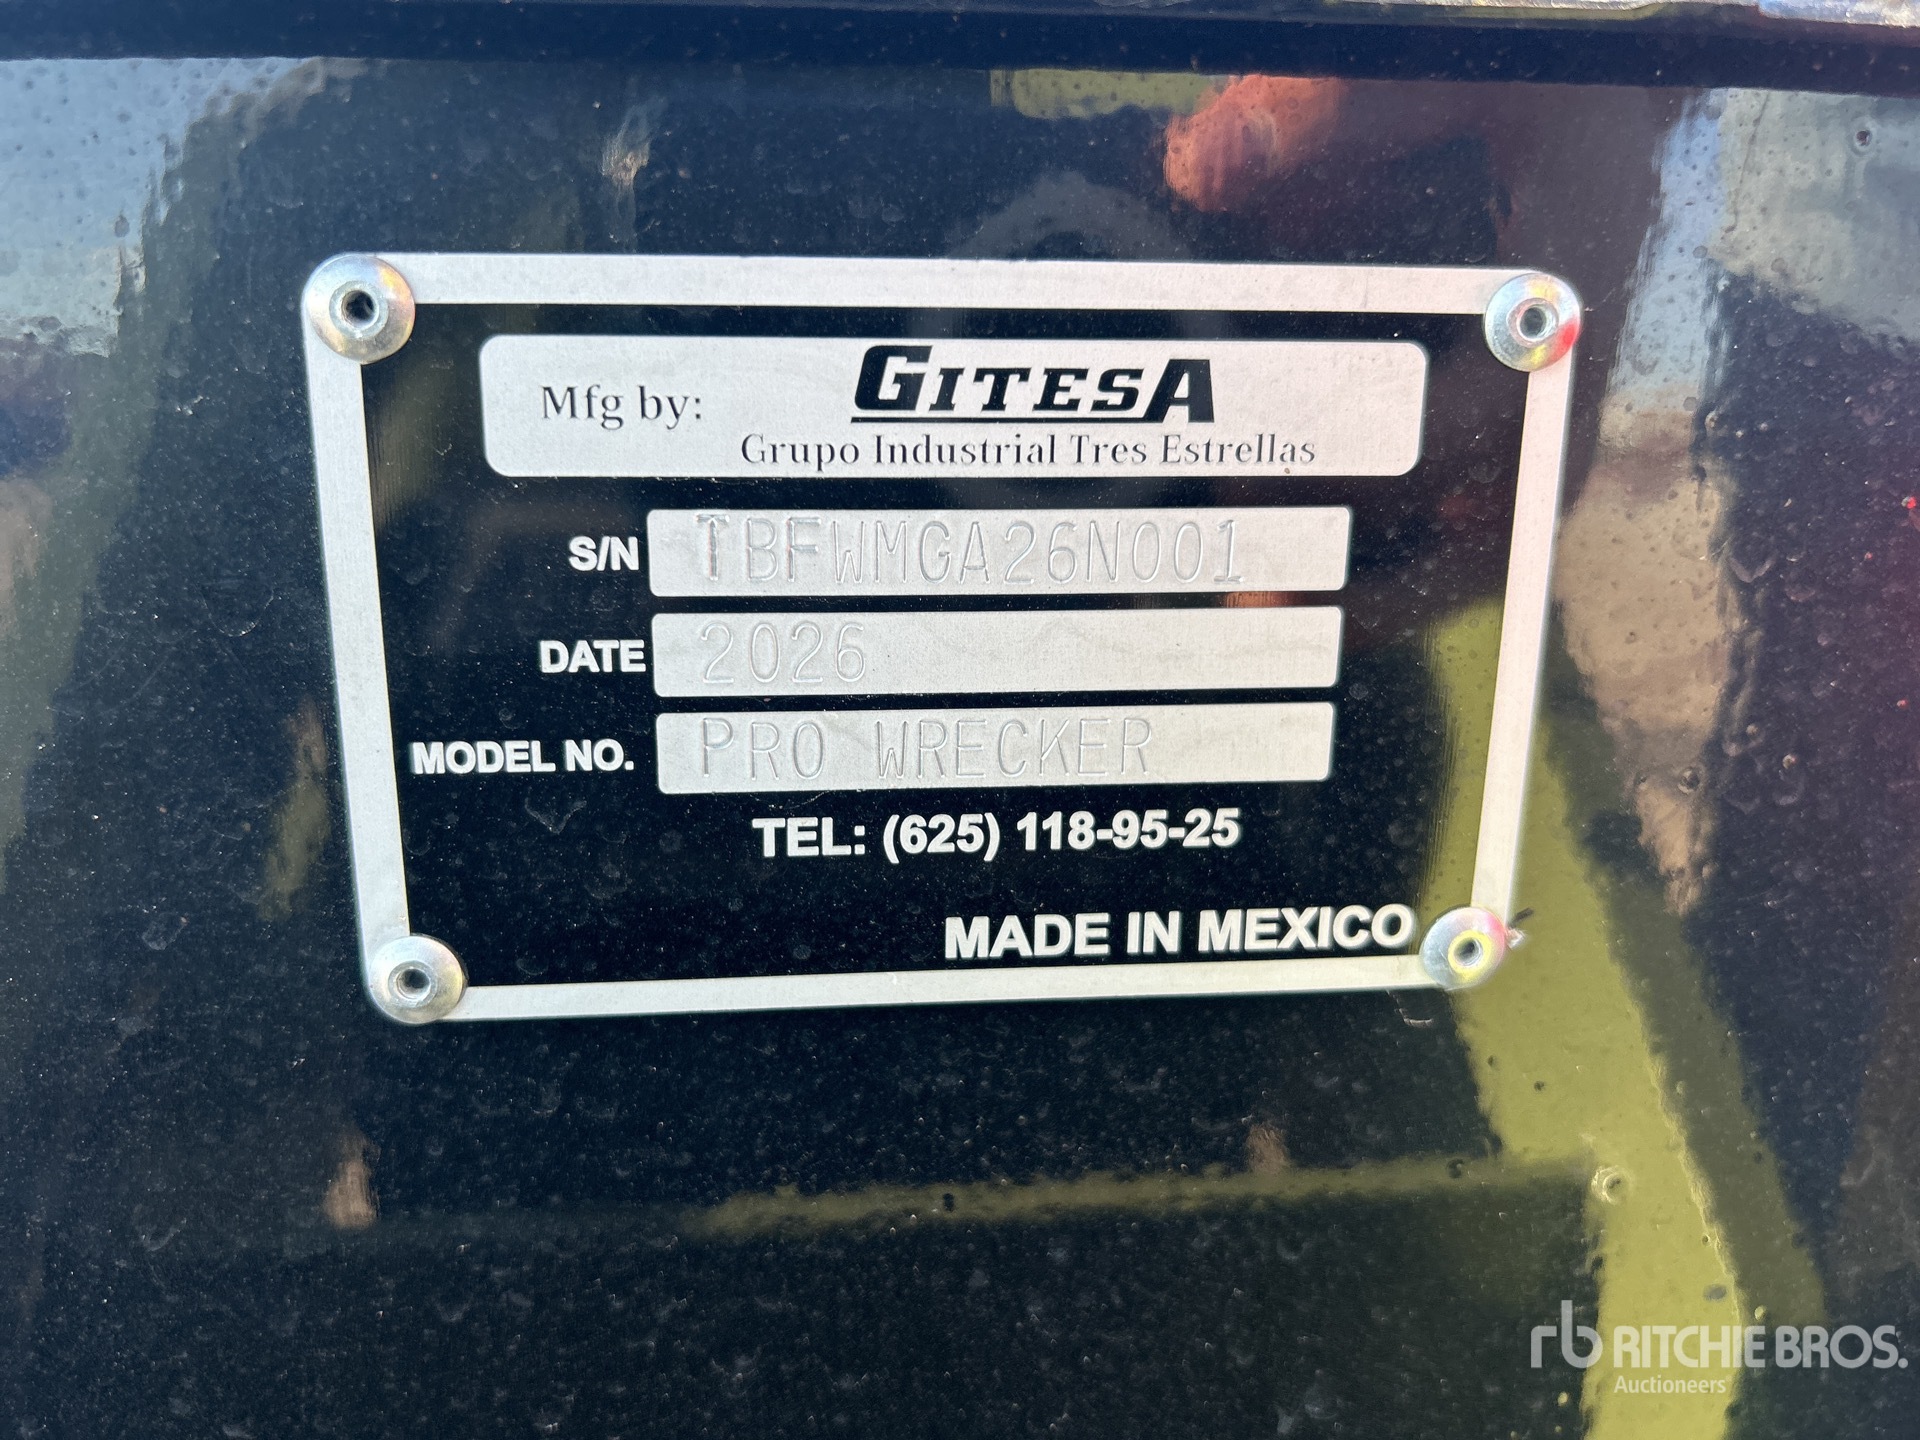 Mfg by: GITESA
Grupo Industrial Tres Estrellas
S/N TBFWMGA26N001
DATE 2026
MODEL NO. PRO WRECKER
TEL: (625) 118-95-25
MADE IN MEXICO
rb RITCHIE BROS.
Auctioneers